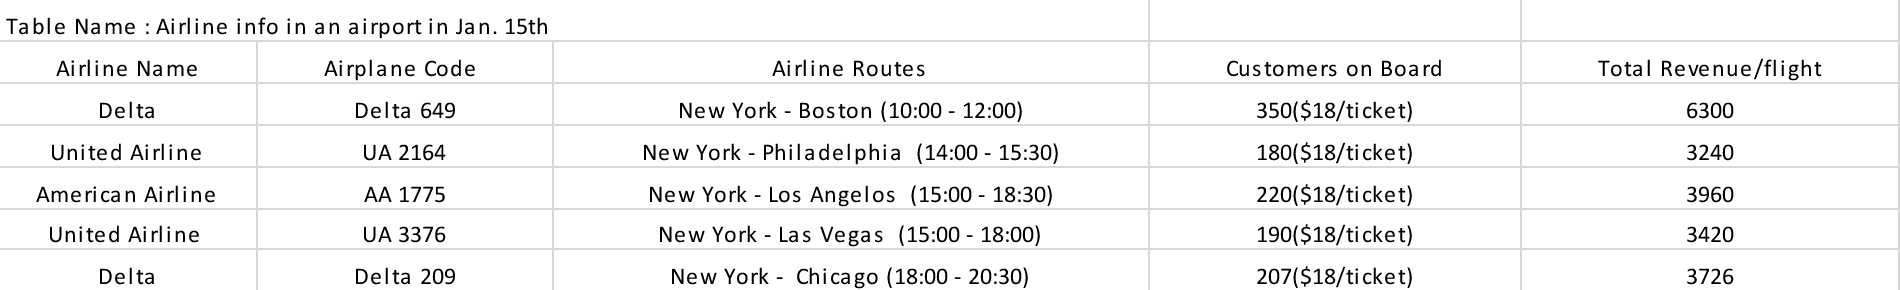 Table Name : Airline info in an airport in Jan. 15th
Airline Name Airplane Code Airline Routes Customers on Board Total Revenue/flight
Delta Delta 649 New York - Boston (10:00 - 12:00) 350($18/ticket) 6300
United Airline UA 2164 New York - Philadelphia (14:00 - 15:30) 180($18/ticket) 3240
American Airline AA 1775 New York - Los Angelos (15:00 - 18:30) 220($18/ticket) 3960
United Airline UA 3376 New York - Las Vegas (15:00 - 18:00) 190($18/ticket) 3420
Delta Delta 209 New York - Chicago (18:00 - 20:30) 207($18/ticket) 3726